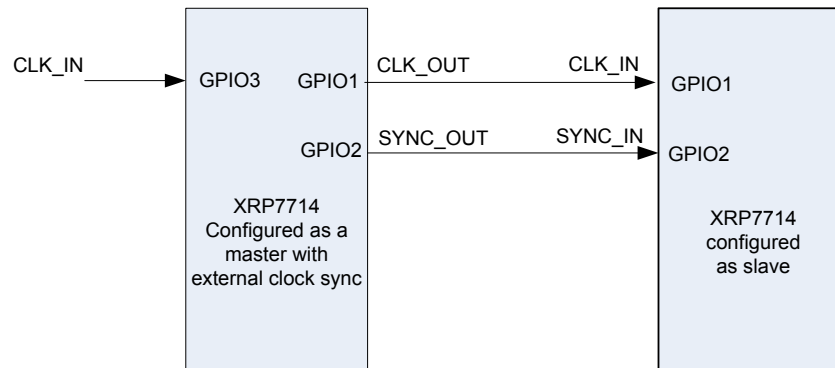 CLK_IN
GPIO3
GPIO1
CLK_OUT
CLK_IN
GPIO1
GPIO2
SYNC_OUT
SYNC_IN
GPIO2
XRP7714
Configured as a
master with
external clock sync
XRP7714
configured
as slave